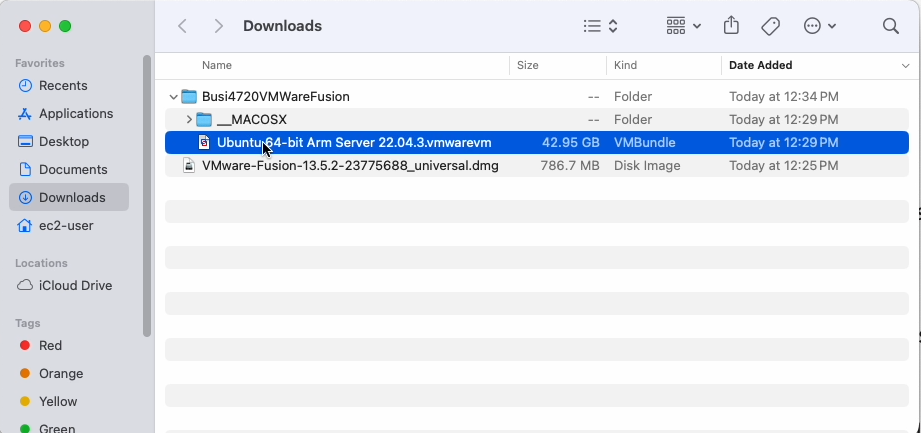 Downloads
Favorites
Recents
Applications
Desktop
Documents
Downloads
ec2-user
Locations
iCloud Drive
Tags
Red
Orange
Yellow
Green
Name Size Kind Date Added
Busi4720VMWareFusion -- Folder Today at 12:34 PM
__MACOSX -- Folder Today at 12:29 PM
Ubuntu 64-bit Arm Server 22.04.3.vmwarevm 42.95 GB VMBundle Today at 12:29 PM
VMware-Fusion-13.5.2-23775688_universal.dmg 786.7 MB Disk Image Today at 12:25 PM